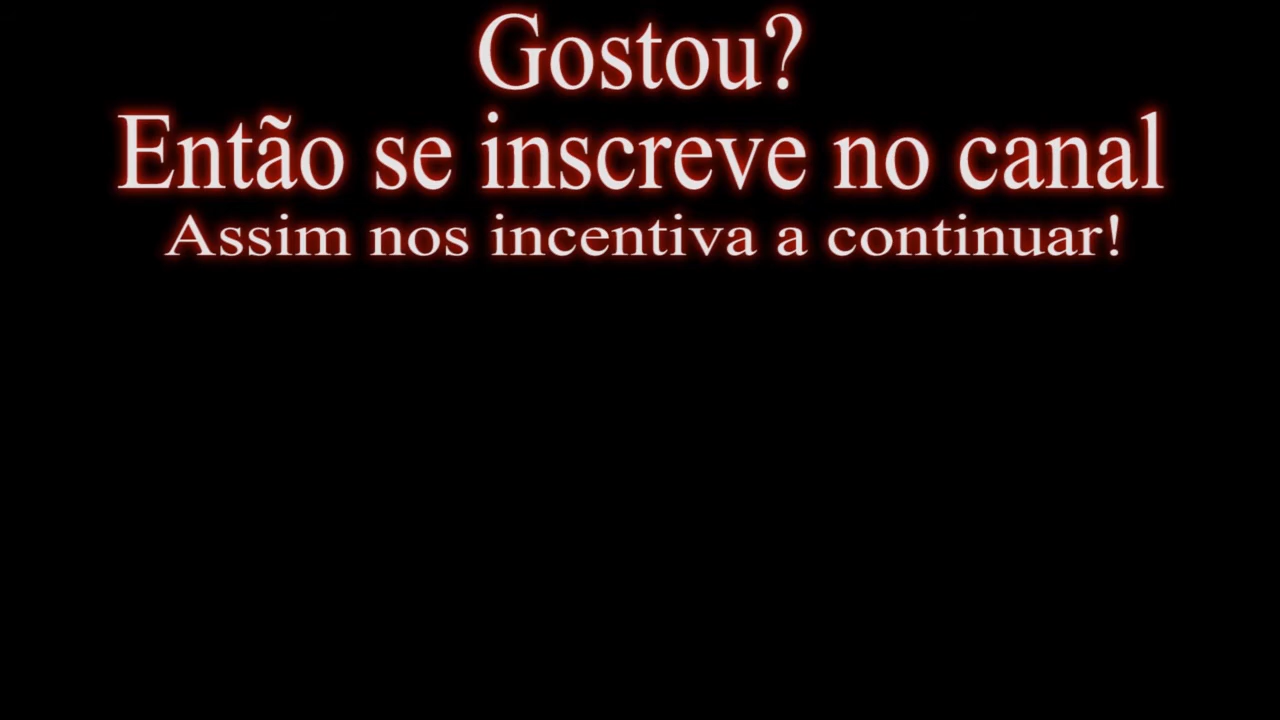 Gostou?
Então se inscreve no canal
Assim nos incentiva a continuar!